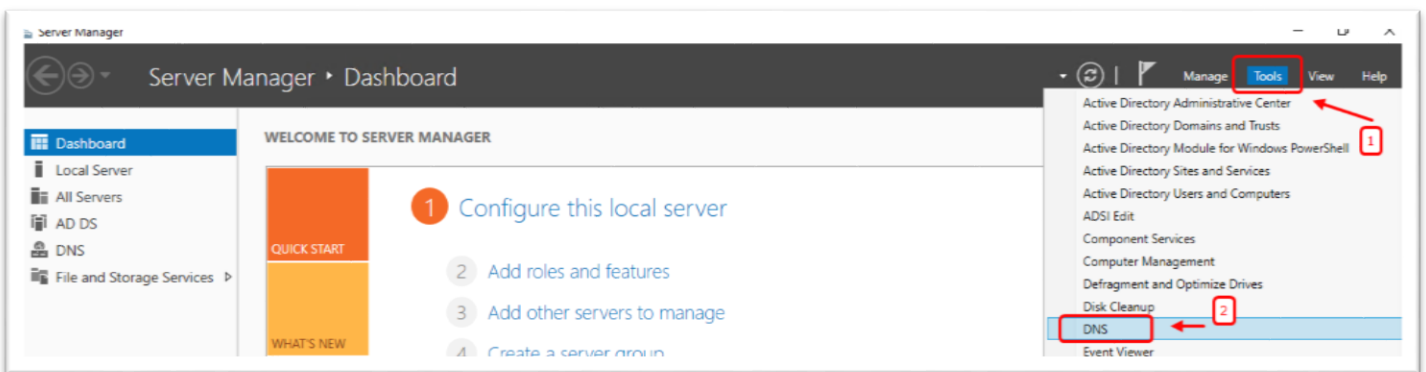 Server Manager
Server Manager • Dashboard
Manage Tools View Help
Dashboard
Local Server
All Servers
AD DS
DNS
File and Storage Services
WELCOME TO SERVER MANAGER
QUICK START
WHAT'S NEW
1 Configure this local server
2 Add roles and features
3 Add other servers to manage
4 Create a server group
Active Directory Administrative Center
Active Directory Domains and Trusts
Active Directory Module for Windows PowerShell
Active Directory Sites and Services
Active Directory Users and Computers
ADSI Edit
Component Services
Computer Management
Defragment and Optimize Drives
Disk Cleanup
DNS
Event Viewer
1
2